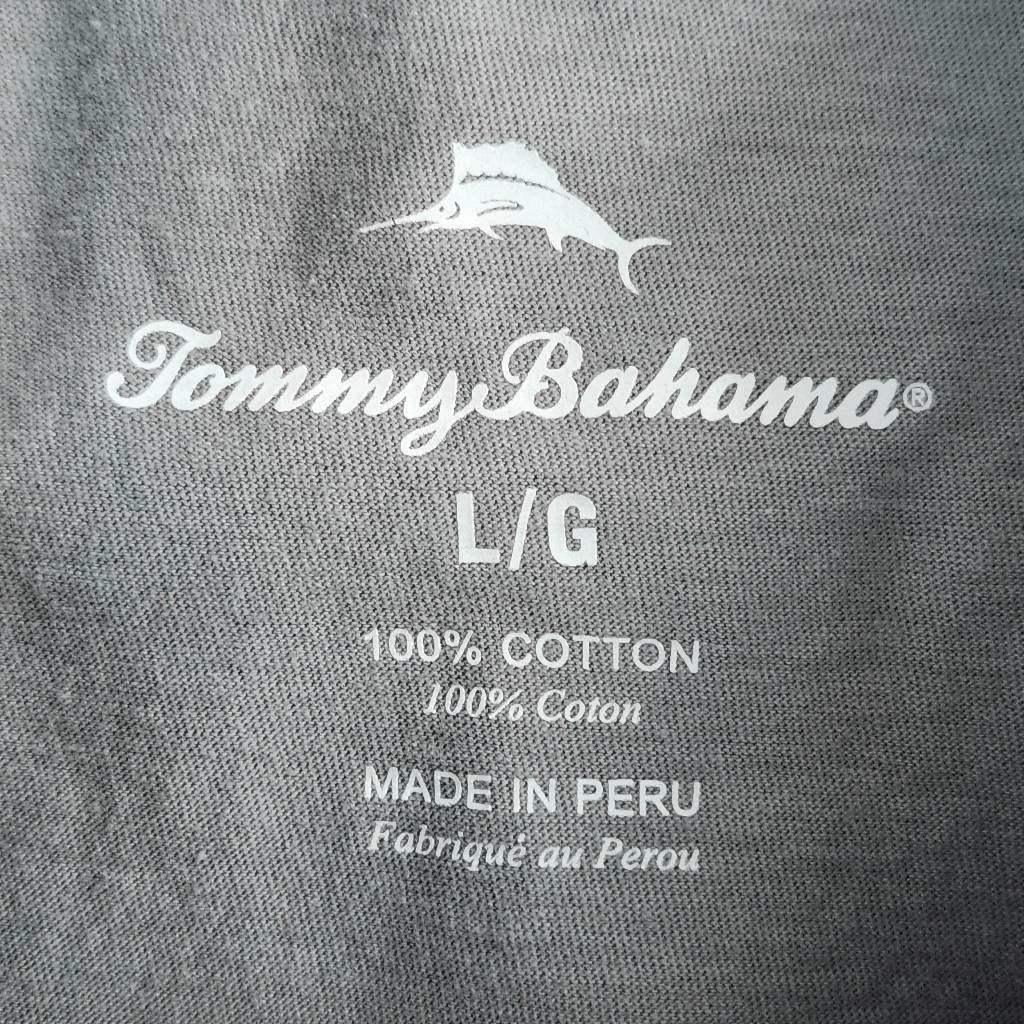 Tommy Bahama®
L/G
100% COTTON
100% Coton
MADE IN PERU
Fabriqué au Perou